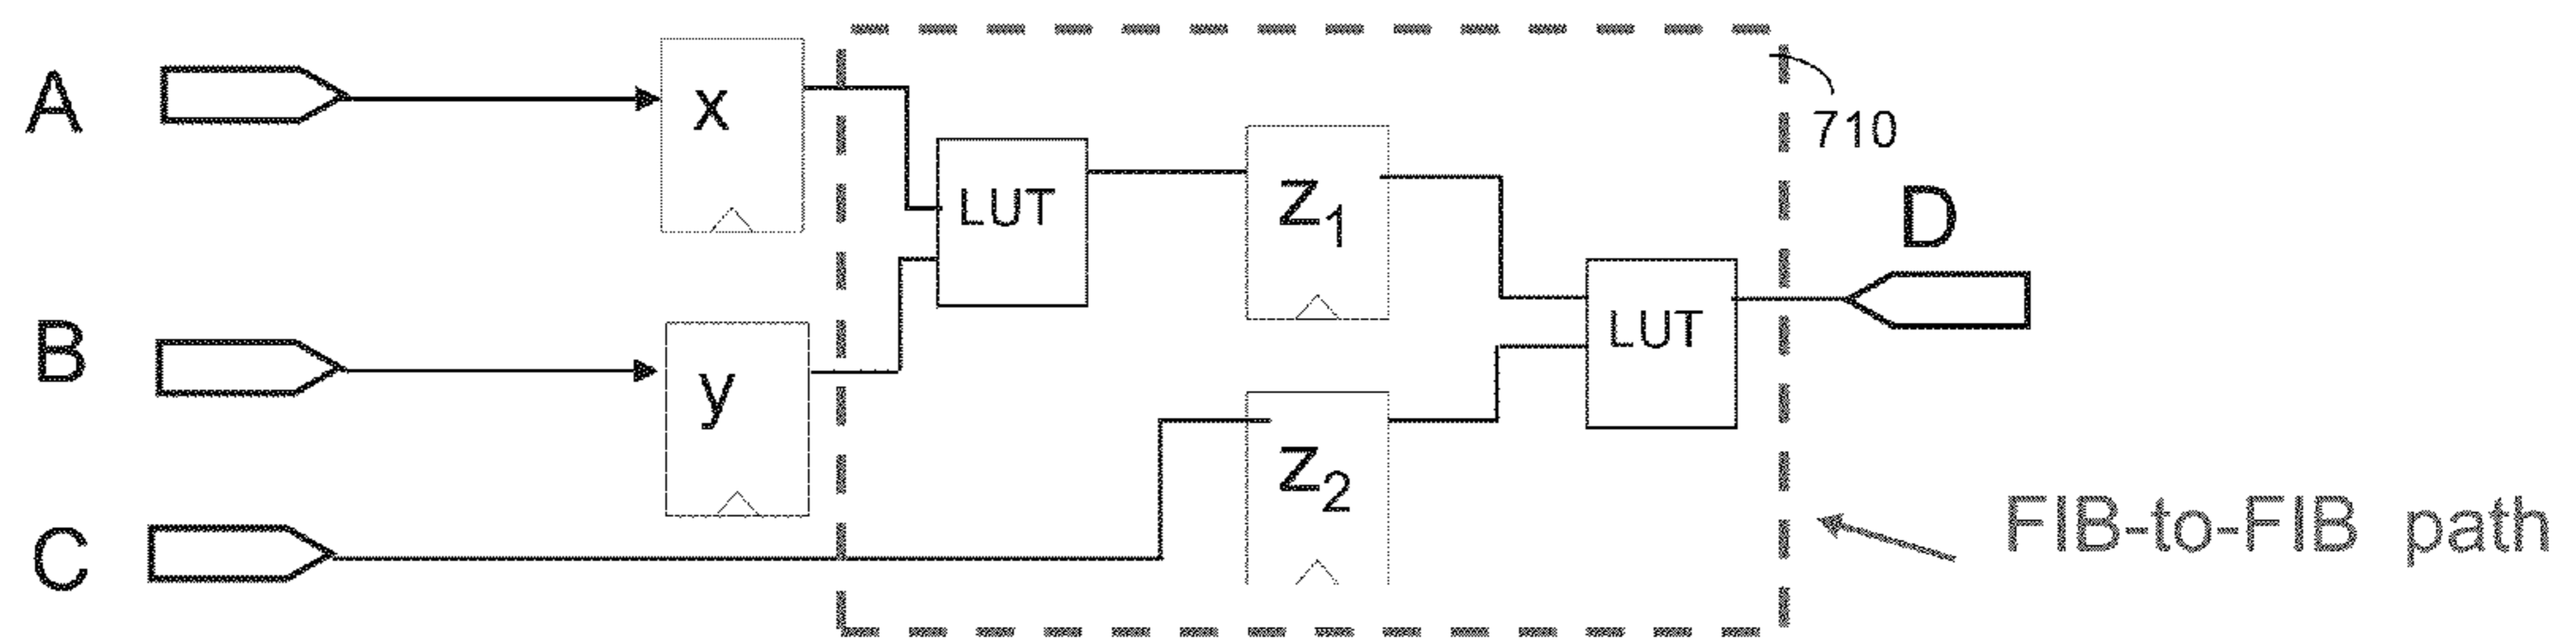 A
x
710
LUT
z1
D
B
y
LUT
z2
C
FIB-to-FIB path